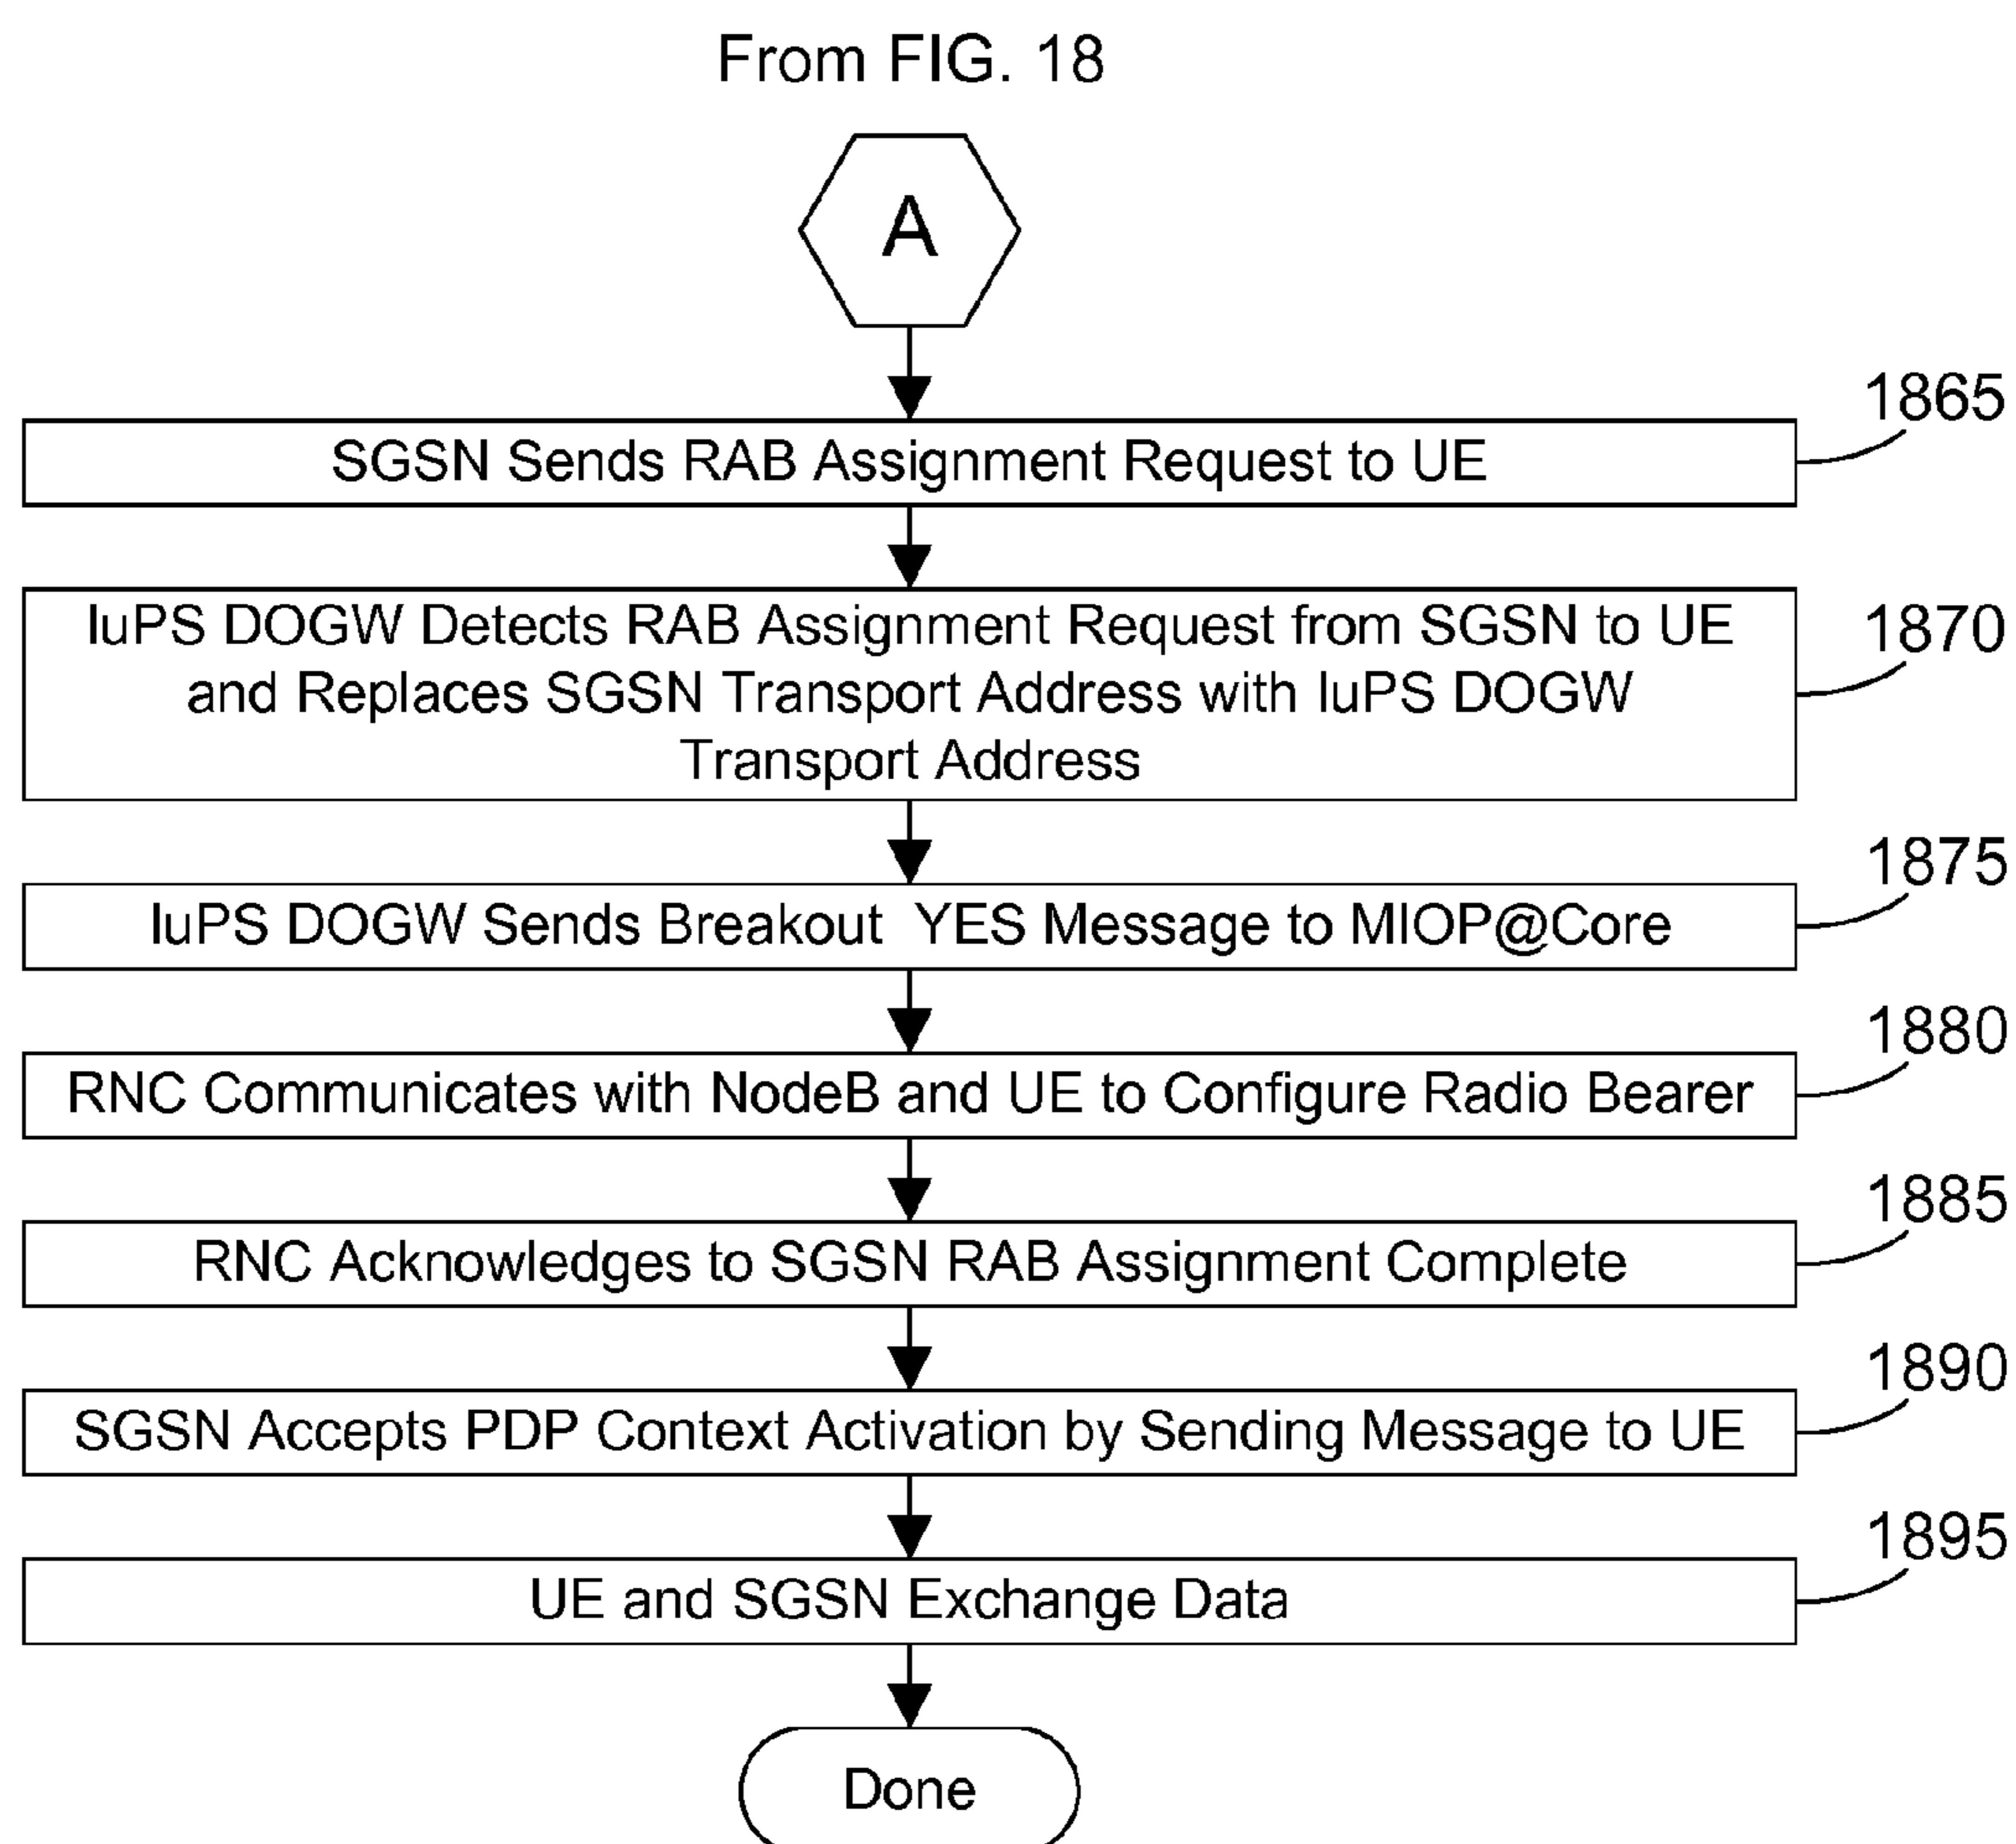 From FIG. 18
A
1865
SGSN Sends RAB Assignment Request to UE
1870
IuPS DOGW Detects RAB Assignment Request from SGSN to UE
and Replaces SGSN Transport Address with IuPS DOGW
Transport Address
1875
IuPS DOGW Sends Breakout YES Message to MIOP@Core
1880
RNC Communicates with NodeB and UE to Configure Radio Bearer
1885
RNC Acknowledges to SGSN RAB Assignment Complete
1890
SGSN Accepts PDP Context Activation by Sending Message to UE
1895
UE and SGSN Exchange Data
Done